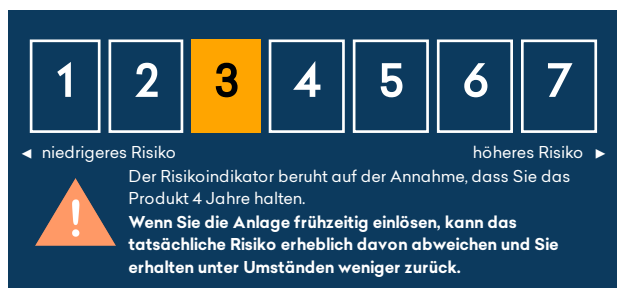 1 2 3 4 5 6 7
◄ niedrigeres Risiko höheres Risiko ►
Der Risikoindikator beruht auf der Annahme, dass Sie das
Produkt 4 Jahre halten.
Wenn Sie die Anlage frühzeitig einlösen, kann das
tatsächliche Risiko erheblich davon abweichen und Sie
erhalten unter Umständen weniger zurück.